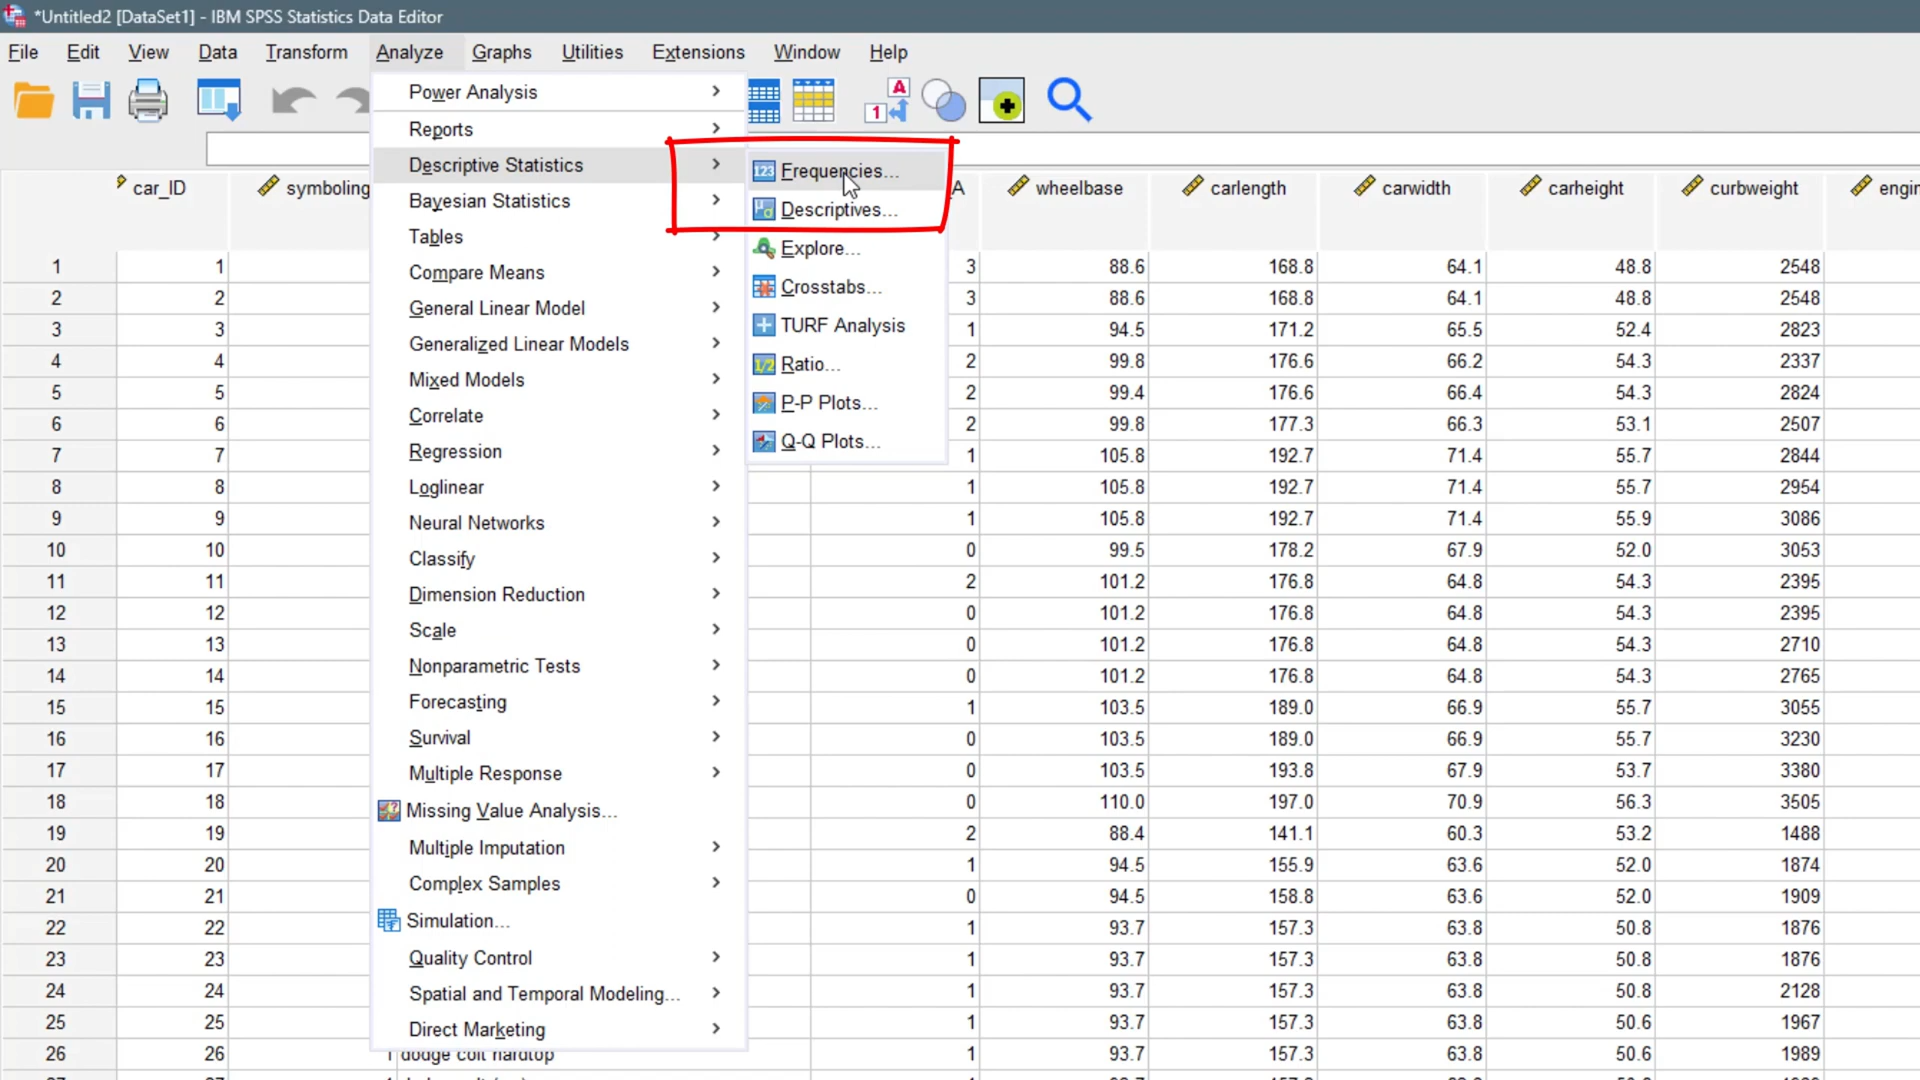 *Untitled2 [DataSet1] - IBM SPSS Statistics Data Editor
File Edit View Data Transform Analyze Graphs Utilities Extensions Window Help
Power Analysis
Reports
Descriptive Statistics
Bayesian Statistics
Tables
Compare Means
General Linear Model
Generalized Linear Models
Mixed Models
Correlate
Regression
Loglinear
Neural Networks
Classify
Dimension Reduction
Scale
Nonparametric Tests
Forecasting
Survival
Multiple Response
Missing Value Analysis...
Multiple Imputation
Complex Samples
Simulation...
Quality Control
Spatial and Temporal Modeling...
Direct Marketing
Frequencies...
Descriptives...
Explore...
Crosstabs...
TURF Analysis
Ratio...
P-P Plots...
Q-Q Plots...
car_ID symboling A wheelbase carlength carwidth carheight curbweight engin
1 1 3 88.6 168.8 64.1 48.8 2548
2 2 3 88.6 168.8 64.1 48.8 2548
3 3 1 94.5 171.2 65.5 52.4 2823
4 4 2 99.8 176.6 66.2 54.3 2337
5 5 2 99.4 176.6 66.4 54.3 2824
6 6 2 99.8 177.3 66.3 53.1 2507
7 7 1 105.8 192.7 71.4 55.7 2844
8 8 1 105.8 192.7 71.4 55.7 2954
9 9 1 105.8 192.7 71.4 55.9 3086
10 10 0 99.5 178.2 67.9 52.0 3053
11 11 2 101.2 176.8 64.8 54.3 2395
12 12 0 101.2 176.8 64.8 54.3 2395
13 13 0 101.2 176.8 64.8 54.3 2710
14 14 0 101.2 176.8 64.8 54.3 2765
15 15 1 103.5 189.0 66.9 55.7 3055
16 16 0 103.5 189.0 66.9 55.7 3230
17 17 0 103.5 193.8 67.9 53.7 3380
18 18 0 110.0 197.0 70.9 56.3 3505
19 19 2 88.4 141.1 60.3 53.2 1488
20 20 1 94.5 155.9 63.6 52.0 1874
21 21 0 94.5 158.8 63.6 52.0 1909
22 22 1 93.7 157.3 63.8 50.8 1876
23 23 1 93.7 157.3 63.8 50.8 1876
24 24 1 93.7 157.3 63.8 50.8 2128
25 25 1 93.7 157.3 63.8 50.6 1967
26 26 1 dodge colt hardtop 1 93.7 157.3 63.8 50.6 1989